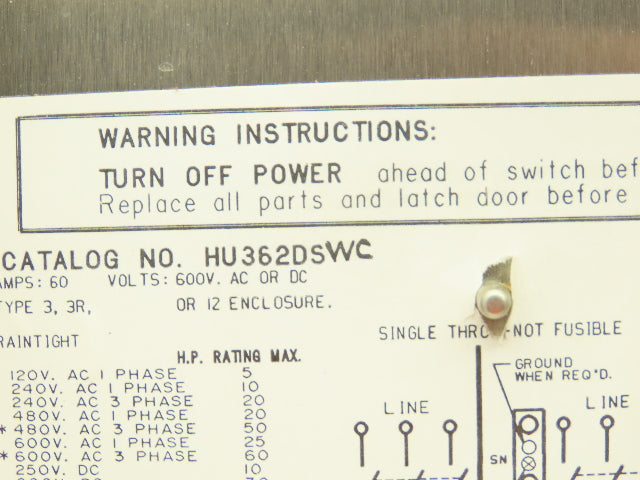 WARNING INSTRUCTIONS:
TURN OFF POWER ahead of switch
Replace all parts and latch door before
CATALOG NO. HU362DSWC
AMPS: 60 VOLTS: 600V. AC OR DC
TYPE 3, 3R, OR 12 ENCLOSURE.
RAINTIGHT
SINGLE THROW-NOT FUSIBLE
H.P. RATING MAX.
GROUND
WHEN REQ'D.
120V. AC 1 PHASE 5
240V. AC 1 PHASE 10
240V. AC 3 PHASE 20
480V. AC 1 PHASE 20
* 480V. AC 3 PHASE 50
600V. AC 1 PHASE 25
* 600V. AC 3 PHASE 60
250V. DC 10
LINE LINE
SN